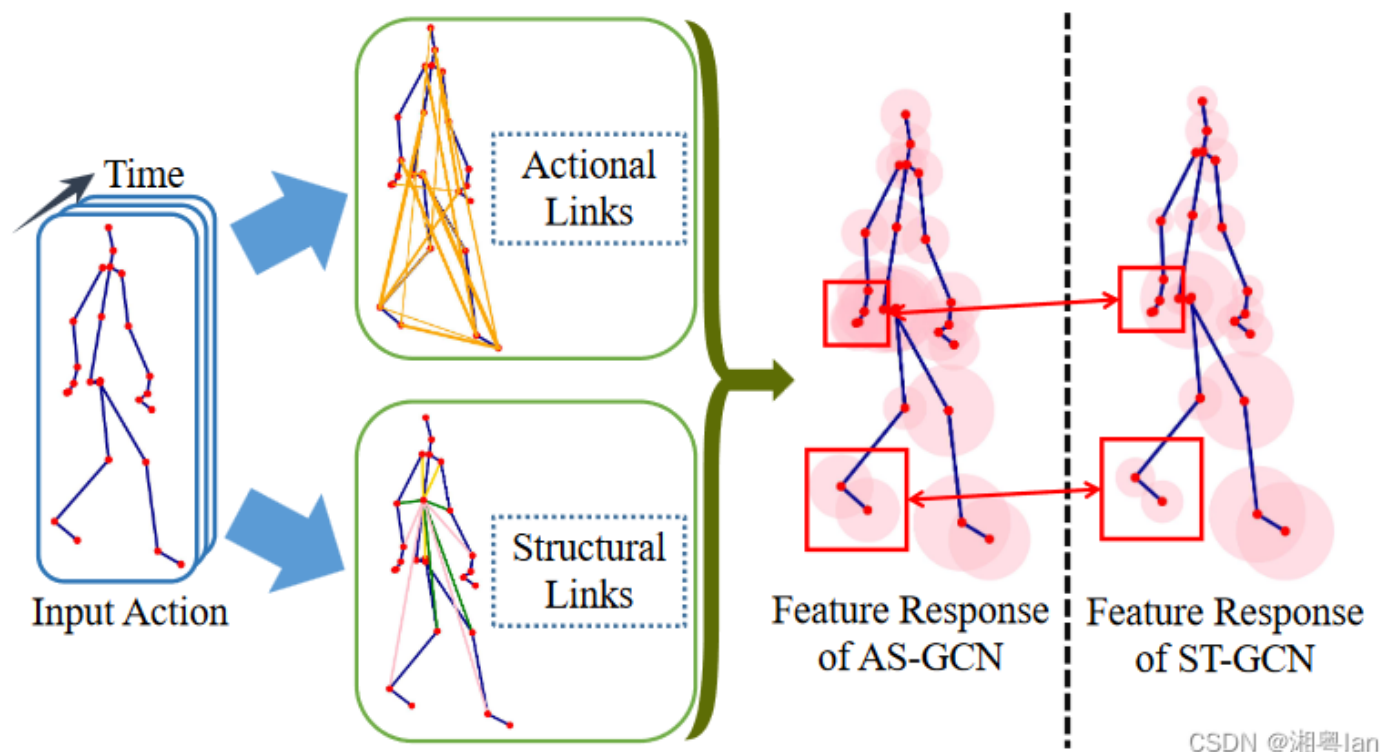 Time
Input Action
Actional
Links
Structural
Links
Feature Response
of AS-GCN
Feature Response
of ST-GCN
CSDN @湘粤Ian